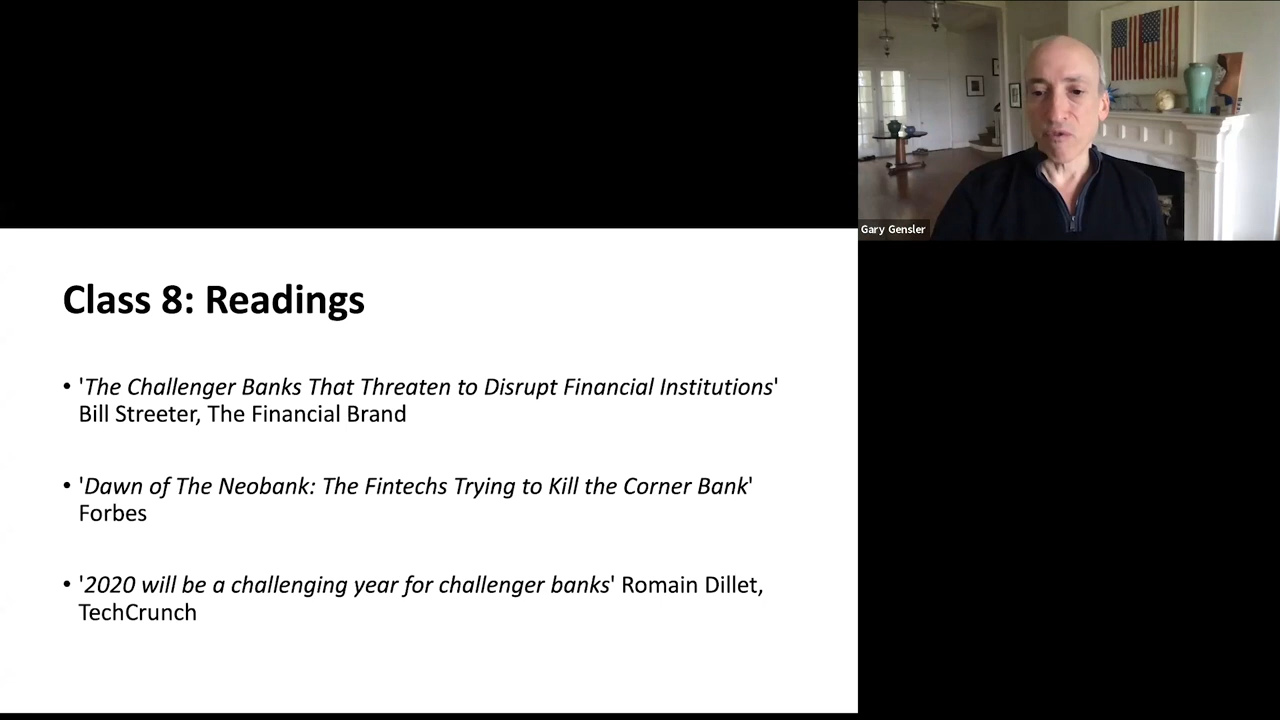 Gary Gensler
Class 8: Readings
• 'The Challenger Banks That Threaten to Disrupt Financial Institutions'
Bill Streeter, The Financial Brand
• 'Dawn of The Neobank: The Fintechs Trying to Kill the Corner Bank'
Forbes
• '2020 will be a challenging year for challenger banks' Romain Dillet,
TechCrunch